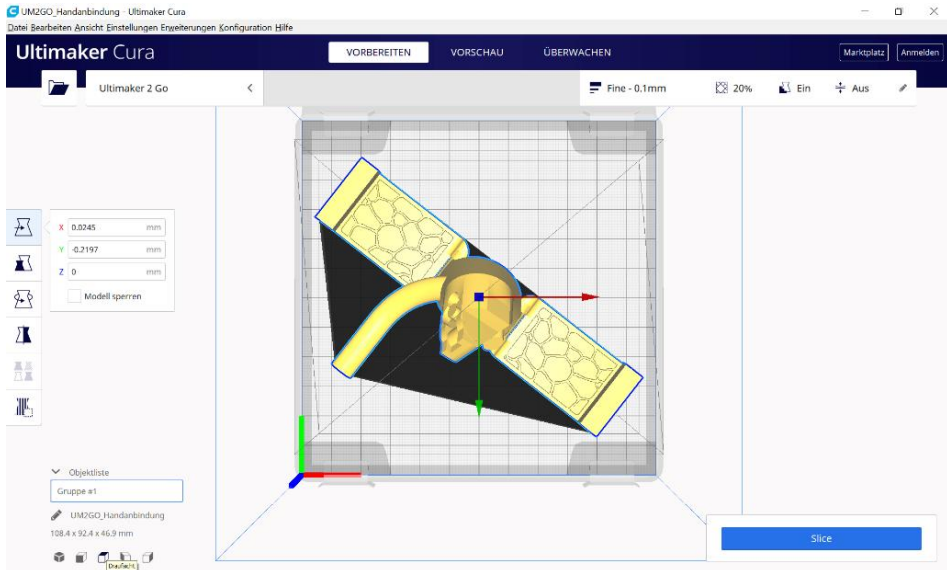 UM2GO_Handanbindung - Ultimaker Cura
Datei Bearbeiten Ansicht Einstellungen Erweiterungen Konfiguration Hilfe
Ultimaker Cura
VORBEREITEN VORSCHAU ÜBERWACHEN
Marktplatz Anmelden
Ultimaker 2 Go
Fine - 0.1mm 20% Ein Aus
X 0.0245 mm
Y -0.2197 mm
Z 0 mm
Modell sperren
Objektliste
Gruppe #1
UM2GO_Handanbindung
108.4 x 92.4 x 46.9 mm
Draufsicht
Slice